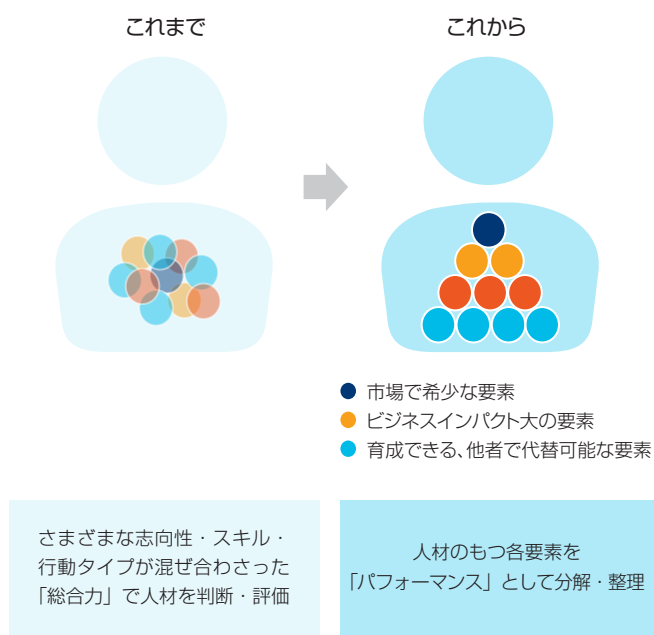 これまで
これから
市場で希少な要素
ビジネスインパクト大の要素
育成できる、他者で代替可能な要素
さまざまな志向性・スキル・
行動タイプが混ぜ合わさった
「総合力」で人材を判断・評価
人材のもつ各要素を
「パフォーマンス」として分解・整理